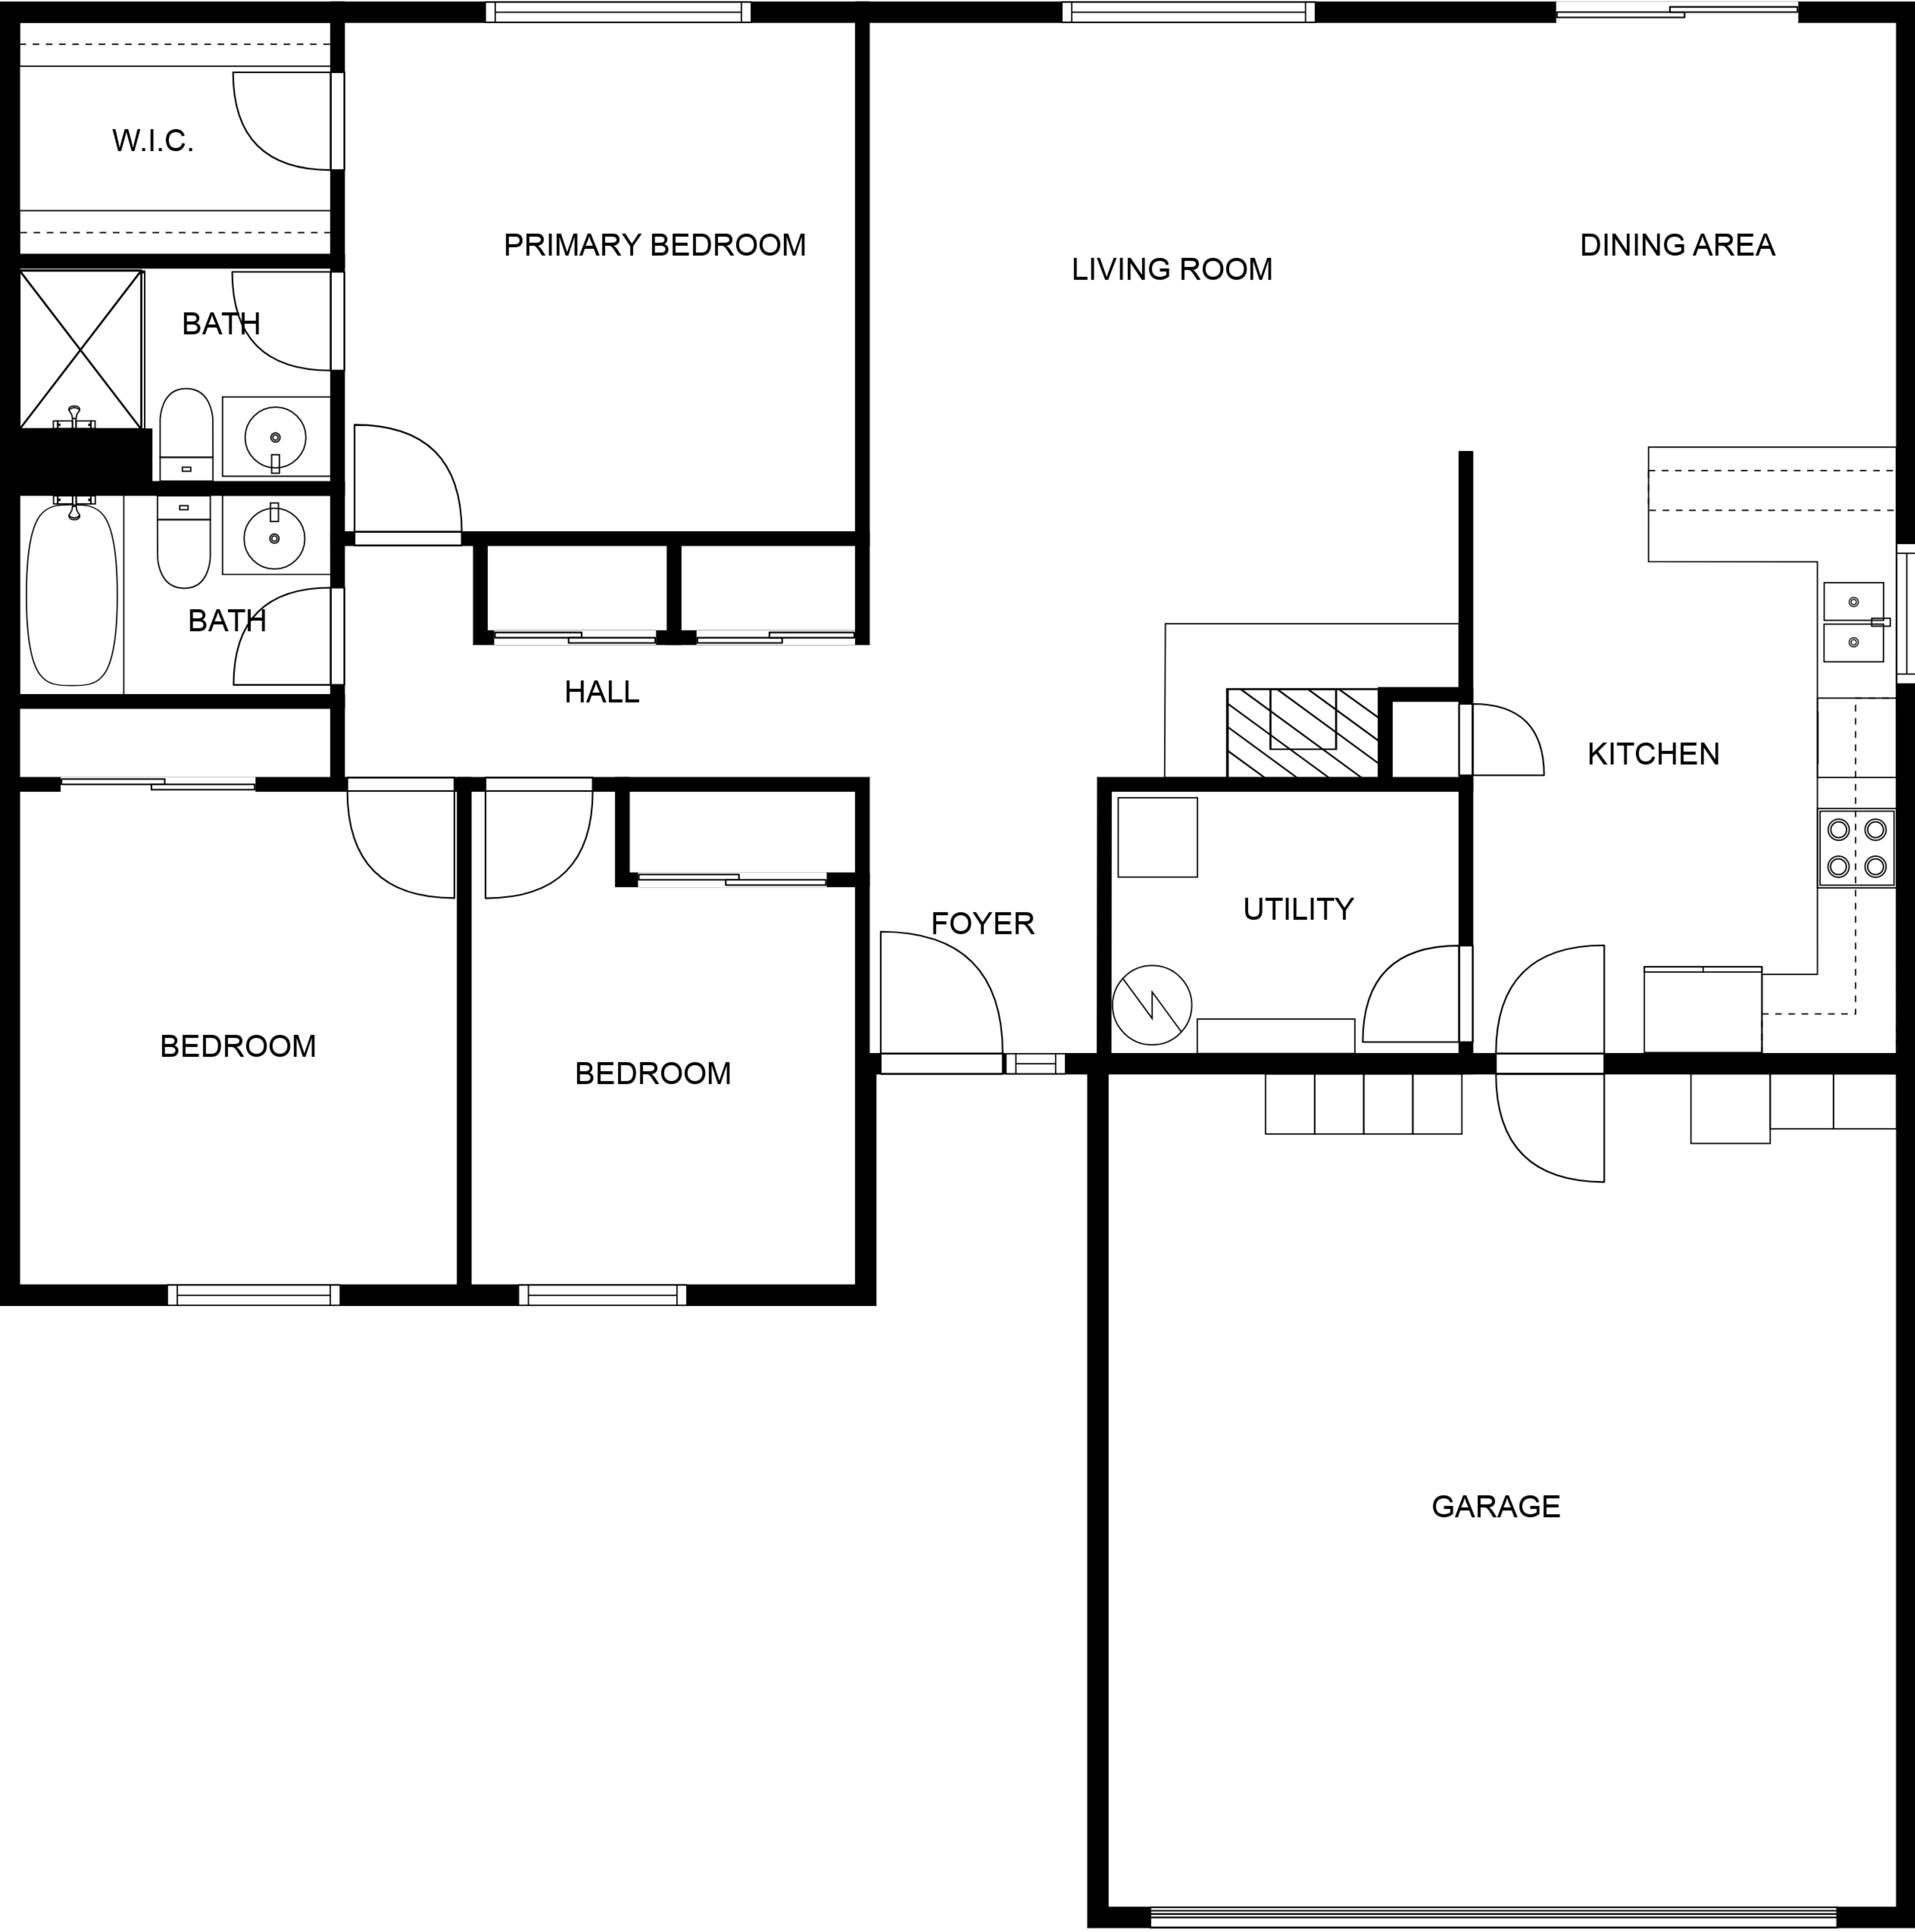 W.I.C.
PRIMARY BEDROOM
LIVING ROOM
DINING AREA
BATH
BATH
HALL
KITCHEN
UTILITY
FOYER
BEDROOM
BEDROOM
GARAGE